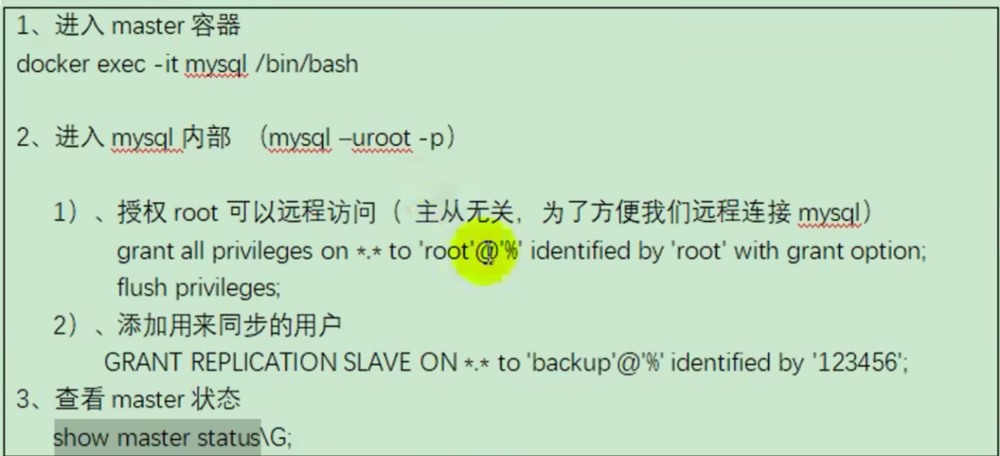 1、进入 master 容器
docker exec -it mysql /bin/bash
2、进入 mysql 内部 （mysql –uroot -p）
1）、授权 root 可以远程访问（ 主从无关，为了方便我们远程连接 mysql）
grant all privileges on *.* to 'root'@'%' identified by 'root' with grant option;
flush privileges;
2）、添加用来同步的用户
GRANT REPLICATION SLAVE ON *.* to 'backup'@'%' identified by '123456';
3、查看 master 状态
show master status\G;